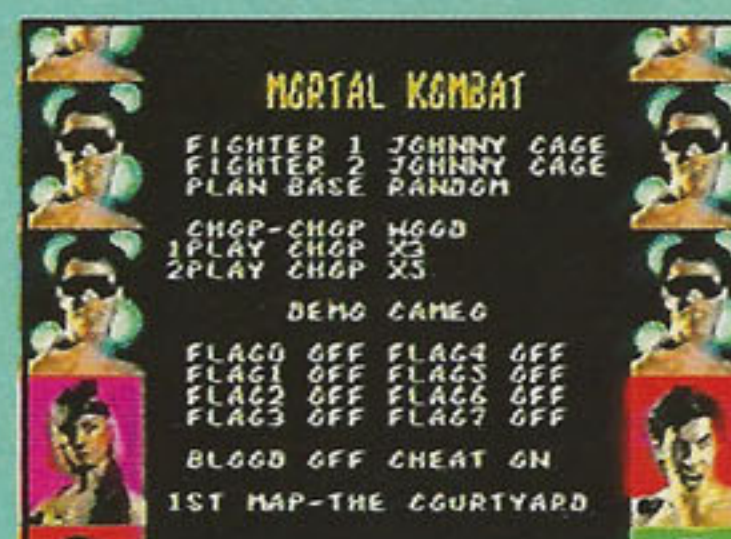 MORTAL KOMBAT
FIGHTER 1 JOHNNY CAGE
FIGHTER 2 JOHNNY CAGE
PLAN BASE RANDOM
CHOP-CHOP WOOD
1PLAY CHOP X3
2PLAY CHOP X5
DEMO CAMEO
FLAG0 OFF FLAG4 OFF
FLAG1 OFF FLAG5 OFF
FLAG2 OFF FLAG6 OFF
FLAG3 OFF FLAG7 OFF
BLOOD OFF CHEAT ON
1ST MAP-THE COURTYARD